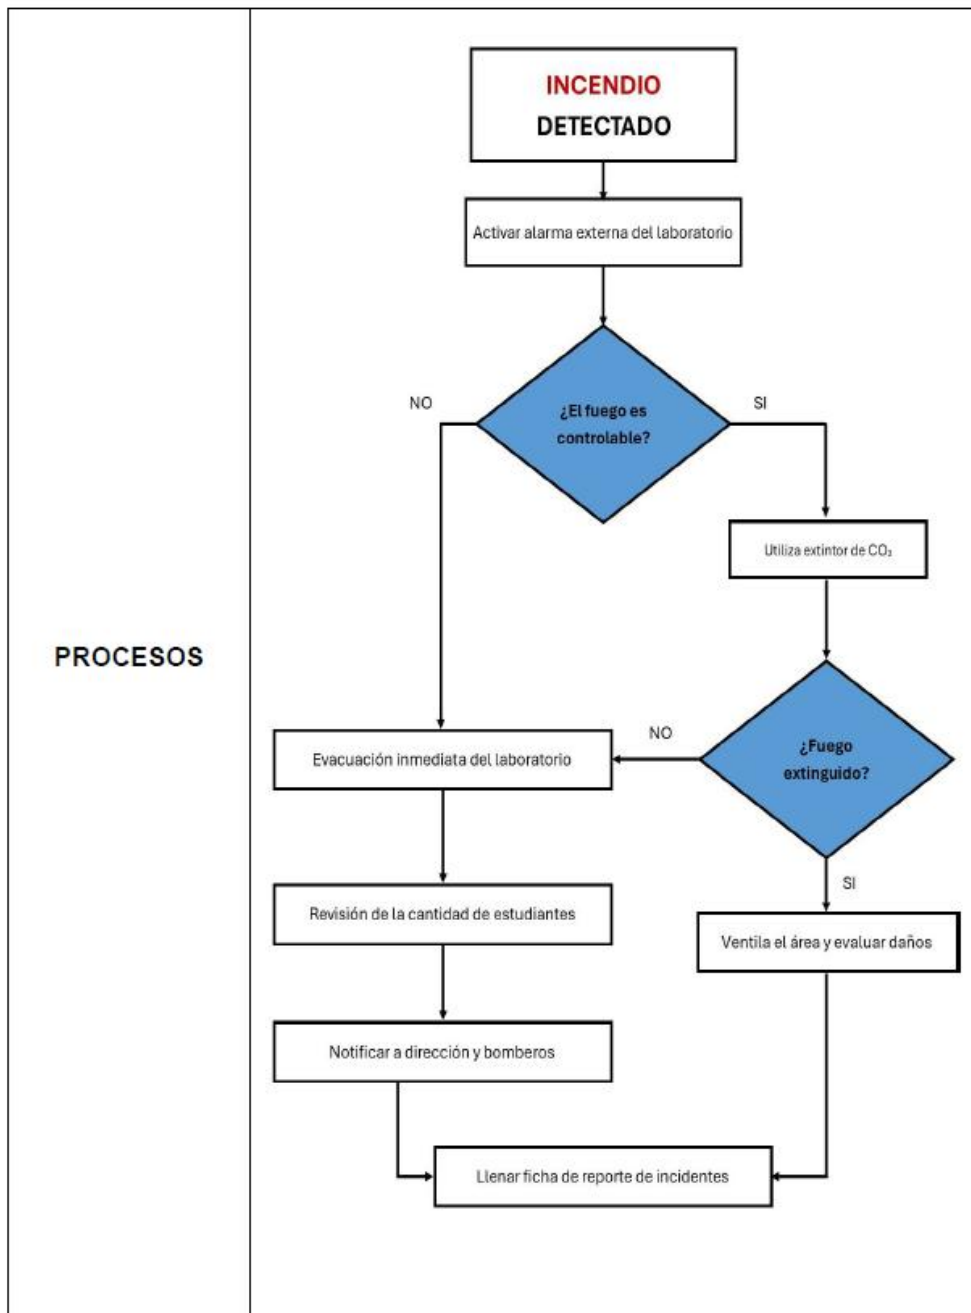 INCENDIO
DETECTADO
Activar alarma externa del laboratorio
NO
SI
¿El fuego es
controlable?
Utiliza extintor de CO₂
PROCESOS
NO
¿Fuego
extinguido?
Evacuación inmediata del laboratorio
SI
Revisión de la cantidad de estudiantes
Ventila el área y evaluar daños
Notificar a dirección y bomberos
Llenar ficha de reporte de incidentes